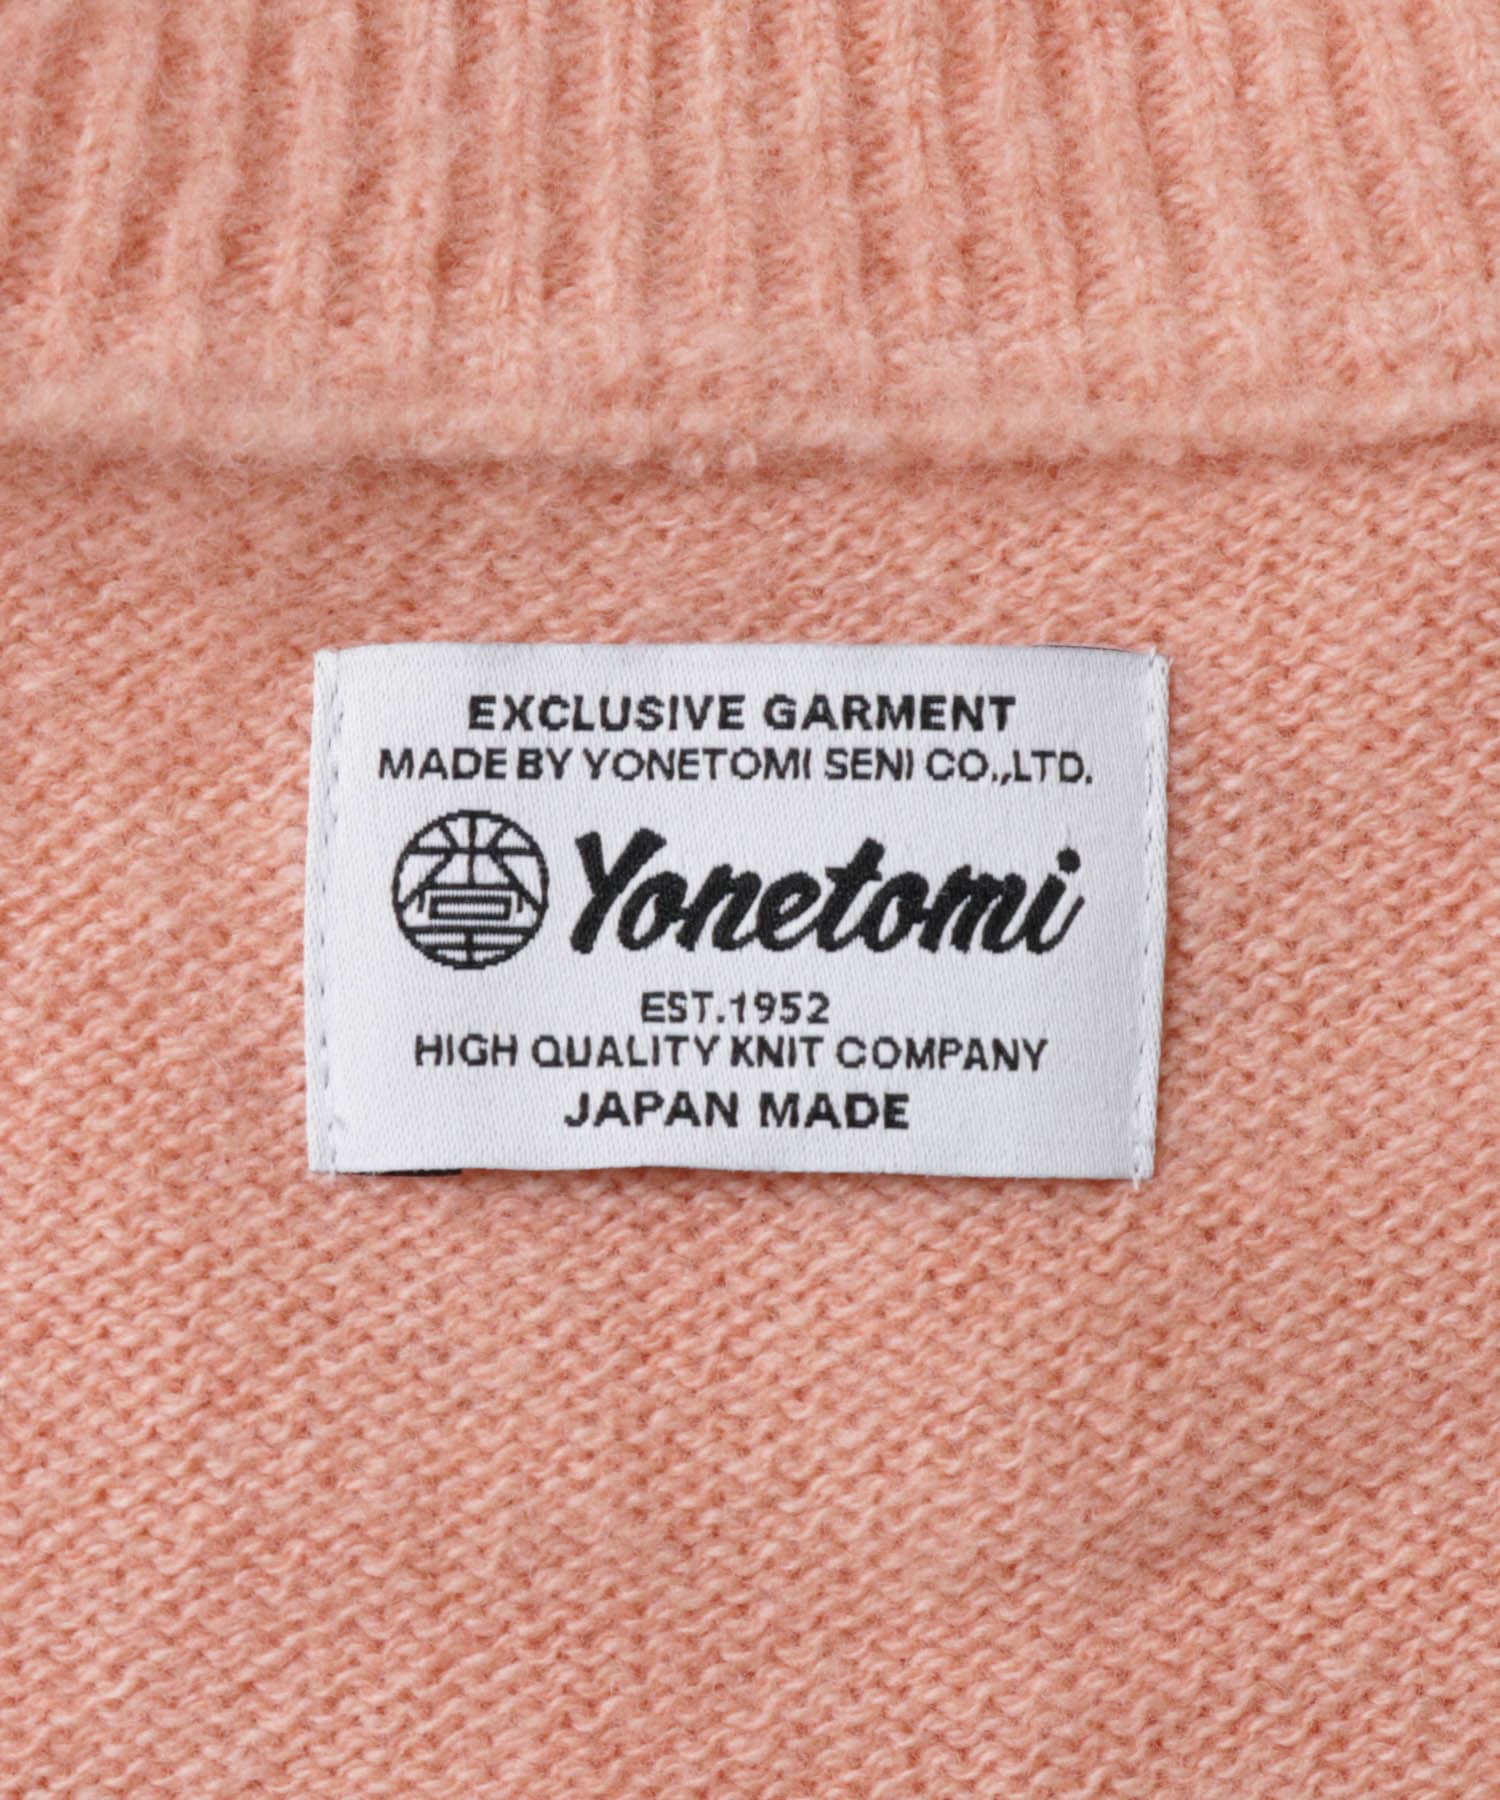 EXCLUSIVE GARMENT
MADE BY YONETOMI SENI CO.,LTD.
Yonetomi
EST.1952
HIGH QUALITY KNIT COMPANY
JAPAN MADE